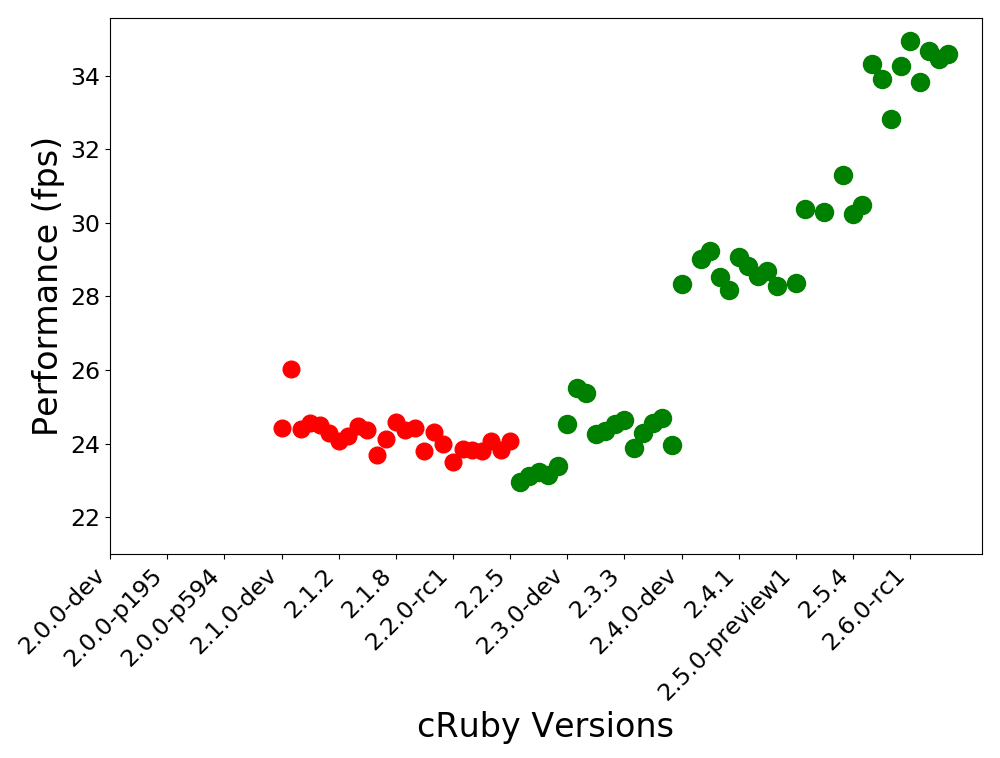 Performance (fps)
34
32
30
28
26
24
22
2.0.0-dev
2.0.0-p195
2.0.0-p594
2.1.0-dev
2.1.2
2.1.8
2.2.0-rc1
2.2.5
2.3.0-dev
2.3.3
2.4.0-dev
2.4.1
2.5.0-preview1
2.5.4
2.6.0-rc1
cRuby Versions